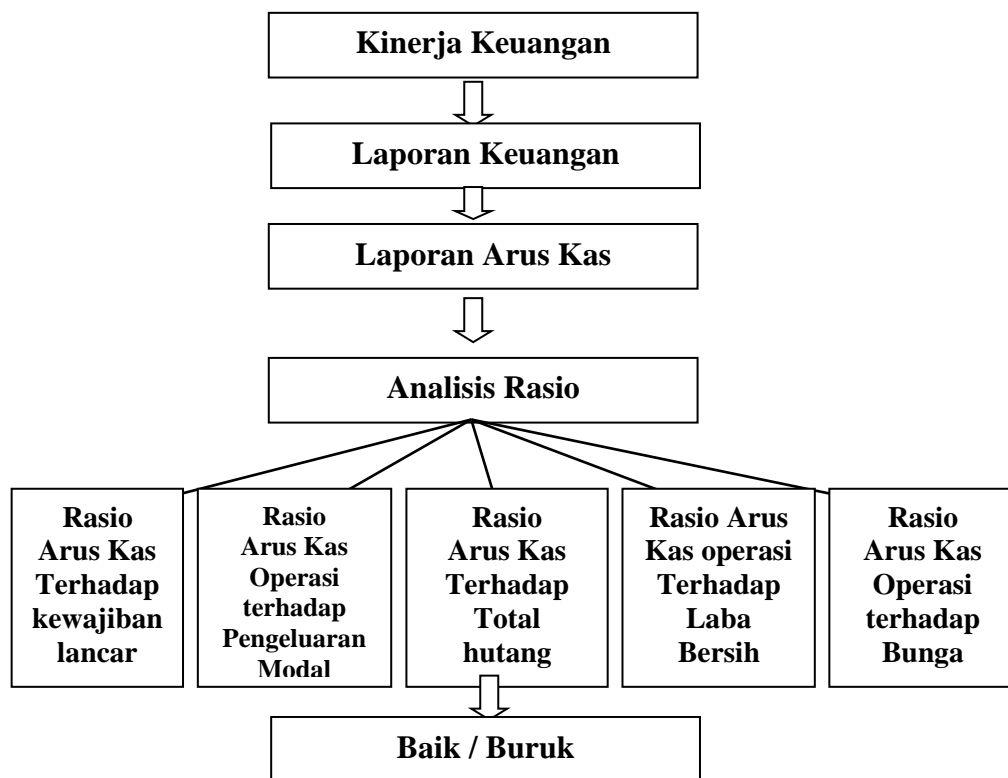 Kinerja Keuangan
Laporan Keuangan
Laporan Arus Kas
Analisis Rasio
Rasio
Arus Kas
Terhadap
kewajiban
lancar
Rasio
Arus Kas
Operasi
terhadap
Pengeluaran
Modal
Rasio
Arus Kas
Terhadap
Total
hutang
Rasio Arus
Kas operasi
Terhadap
Laba
Bersih
Rasio
Arus Kas
Operasi
terhadap
Bunga
Baik / Buruk